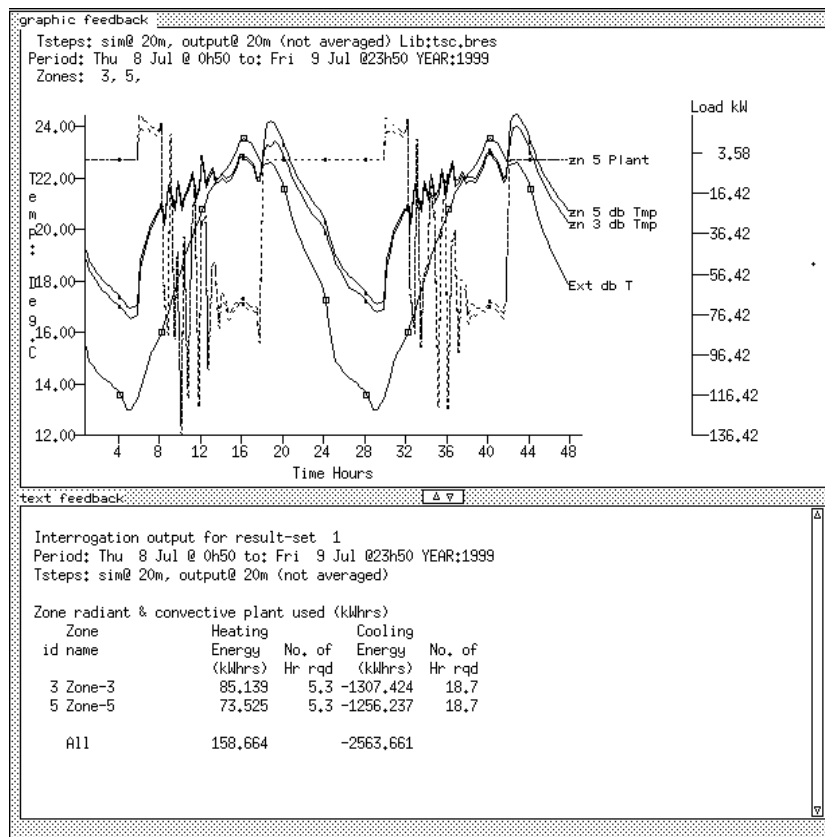 graphic feedback
Tsteps: sim@ 20m, output@ 20m (not averaged) Lib:tsc.bres
Period: Thu 8 Jul @ 0h50 to: Fri 9 Jul @23h50 YEAR:1999
Zones: 3, 5,
Load kW
24.00
22.00
20.00
18.00
16.00
14.00
12.00
Temp: Deg.C
3.58
-16.42
-36.42
-56.42
-76.42
-96.42
-116.42
-136.42
zn 5 Plant
zn 5 db Tmp
zn 3 db Tmp
Ext db T
4 8 12 16 20 24 28 32 36 40 44 48
Time Hours
text feedback
Interrogation output for result-set 1
Period: Thu 8 Jul @ 0h50 to: Fri 9 Jul @23h50 YEAR:1999
Tsteps: sim@ 20m, output@ 20m (not averaged)
Zone radiant & convective plant used (kWhrs)
Zone Heating Cooling
id name Energy No. of Energy No. of
(kWhrs) Hr rqd (kWhrs) Hr rqd
3 Zone-3 85.139 5.3 -1307.424 18.7
5 Zone-5 73.525 5.3 -1256.237 18.7
All 158.664 -2563.661